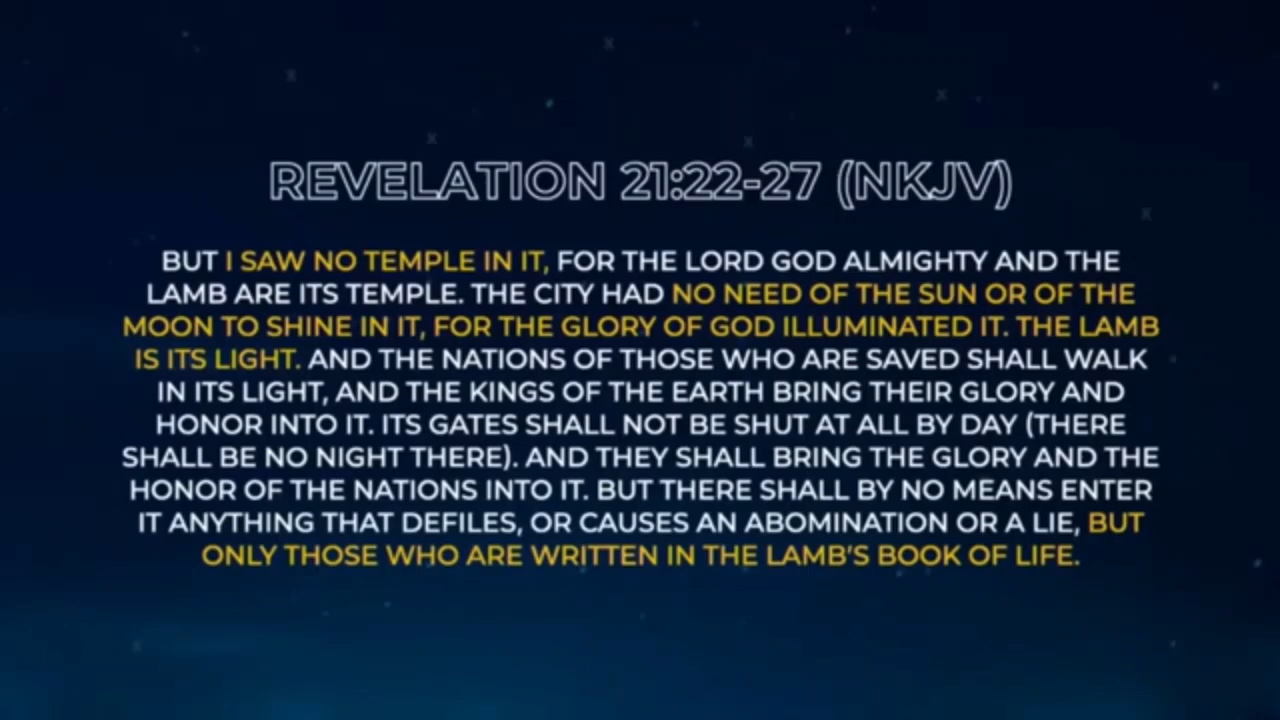 REVELATION 21:22-27 (NKJV)
BUT I SAW NO TEMPLE IN IT, FOR THE LORD GOD ALMIGHTY AND THE
LAMB ARE ITS TEMPLE. THE CITY HAD NO NEED OF THE SUN OR OF THE
MOON TO SHINE IN IT, FOR THE GLORY OF GOD ILLUMINATED IT. THE LAMB
IS ITS LIGHT. AND THE NATIONS OF THOSE WHO ARE SAVED SHALL WALK
IN ITS LIGHT, AND THE KINGS OF THE EARTH BRING THEIR GLORY AND
HONOR INTO IT. ITS GATES SHALL NOT BE SHUT AT ALL BY DAY (THERE
SHALL BE NO NIGHT THERE). AND THEY SHALL BRING THE GLORY AND THE
HONOR OF THE NATIONS INTO IT. BUT THERE SHALL BY NO MEANS ENTER
IT ANYTHING THAT DEFILES, OR CAUSES AN ABOMINATION OR A LIE, BUT
ONLY THOSE WHO ARE WRITTEN IN THE LAMB'S BOOK OF LIFE.